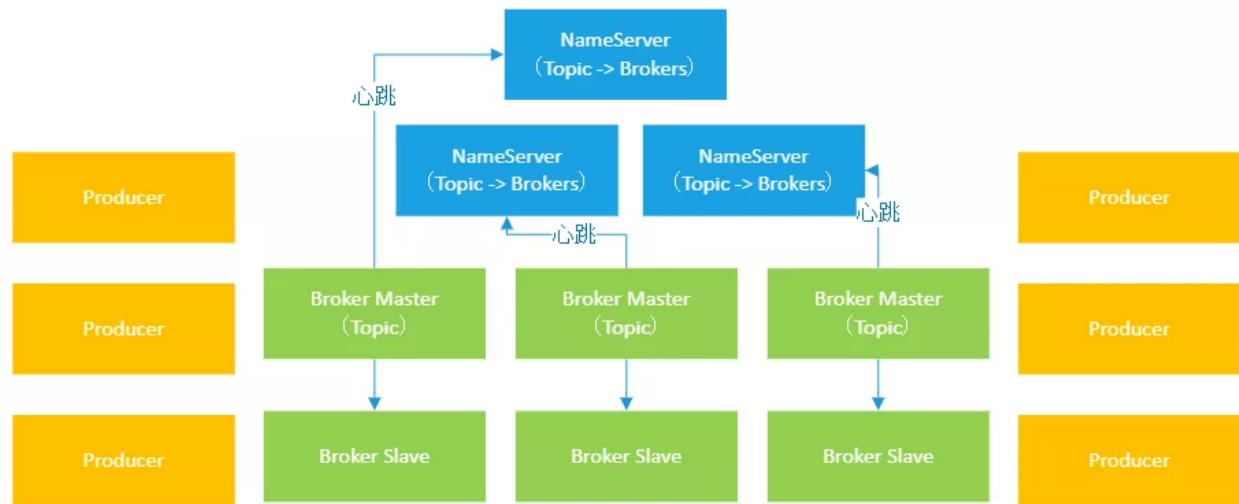 NameServer
（Topic -> Brokers）
心跳
NameServer
（Topic -> Brokers）
NameServer
（Topic -> Brokers）
Producer
Producer
心跳
心跳
Broker Master
（Topic）
Broker Master
（Topic）
Broker Master
（Topic）
Producer
Producer
Producer
Broker Slave
Broker Slave
Broker Slave
Producer